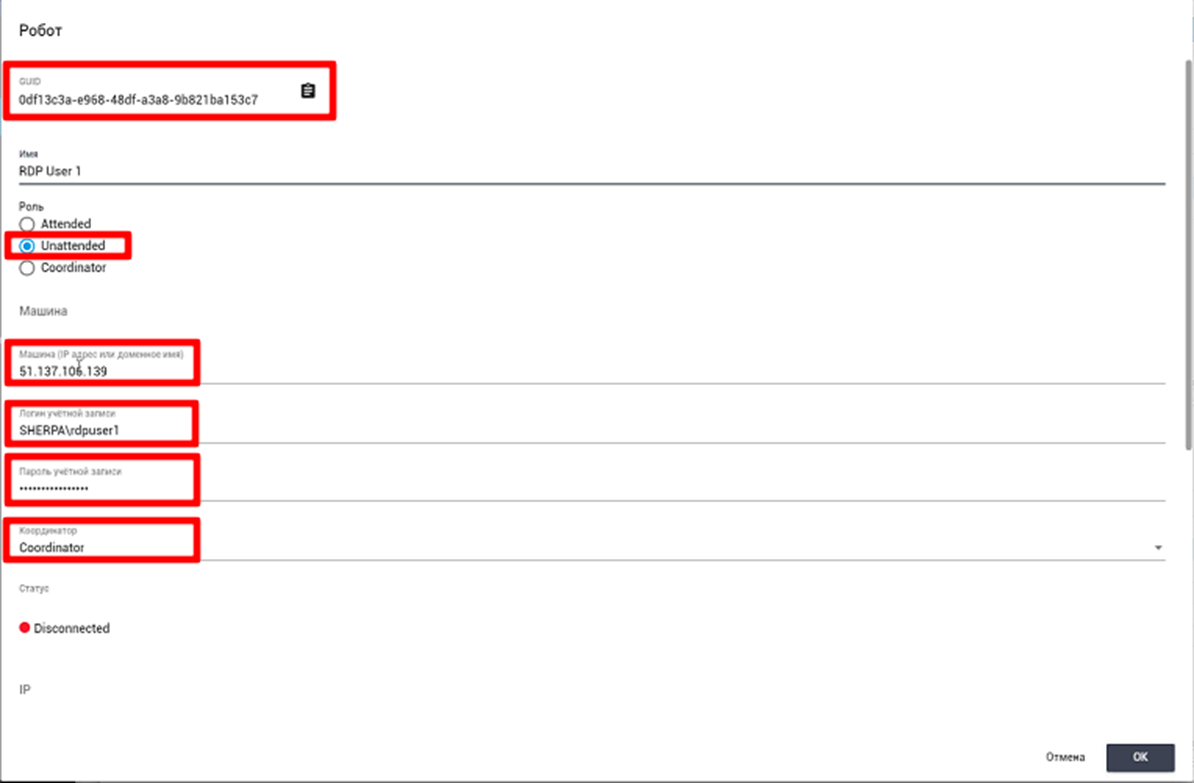 Робот
GUID
0df13c3a-e968-48df-a3a8-9b821ba153c7
Имя
RDP User 1
Роль
Attended
Unattended
Coordinator
Машина
Машина (IP адрес или доменное имя)
51.137.106.139
Логин учётной записи
SHERPA\rdpuser1
Пароль учётной записи
••••••••••••••••
Координатор
Coordinator
Статус
Disconnected
IP
Отмена
OK